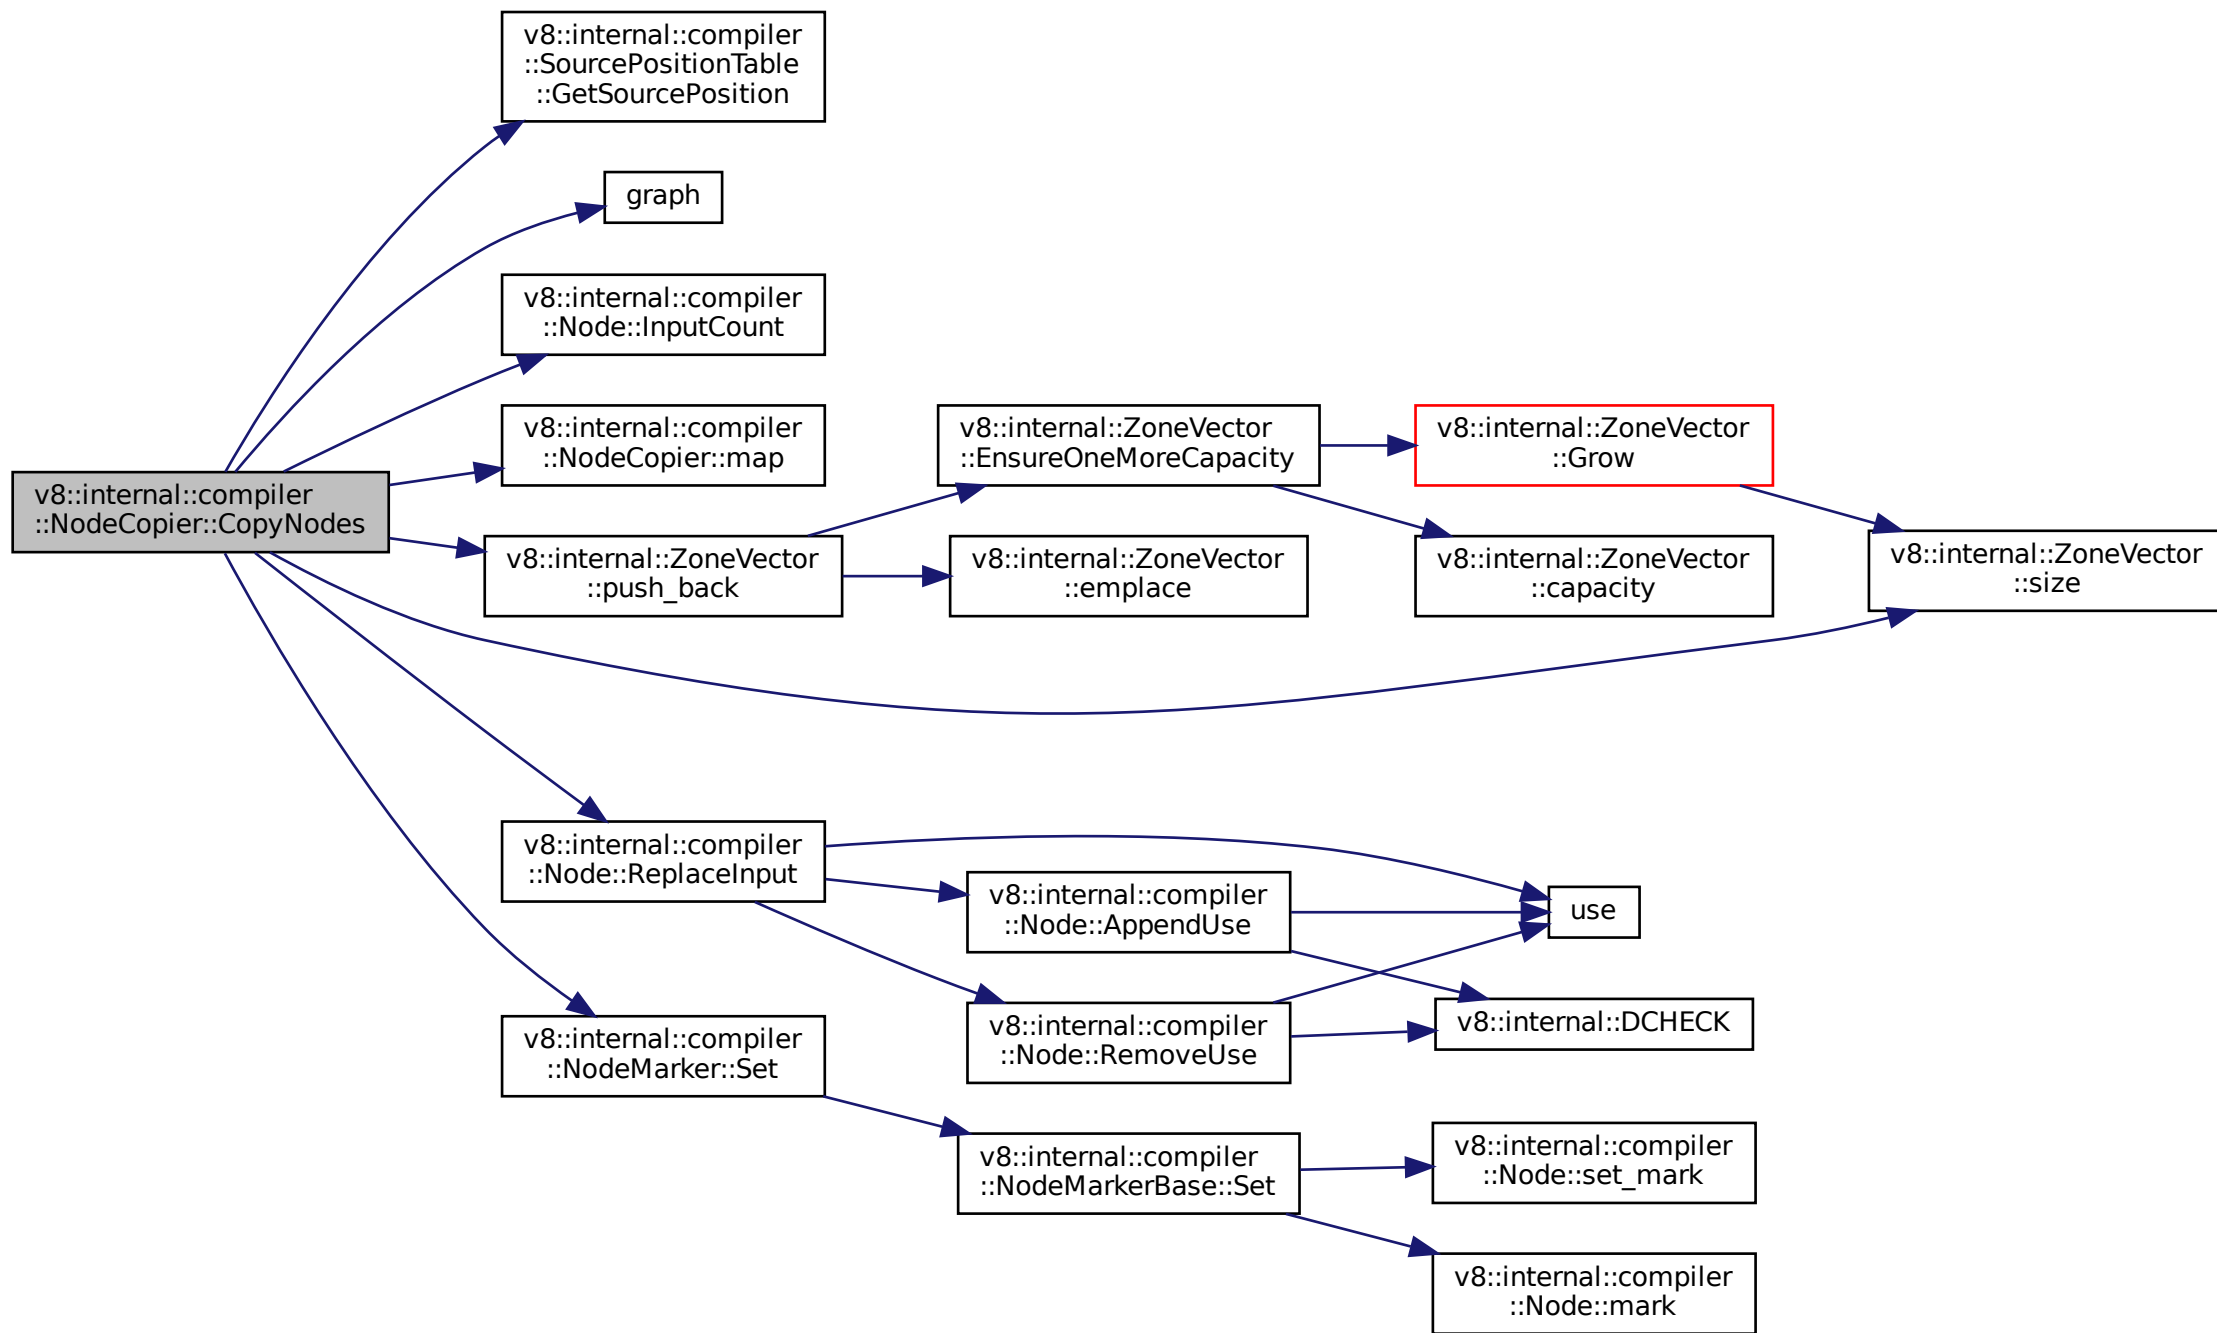 v8::internal::compiler
::SourcePositionTable
::GetSourcePosition
graph
v8::internal::compiler
::Node::InputCount
v8::internal::compiler
::NodeCopier::map
v8::internal::ZoneVector
::EnsureOneMoreCapacity
v8::internal::ZoneVector
::Grow
v8::internal::compiler
::NodeCopier::CopyNodes
v8::internal::ZoneVector
::push_back
v8::internal::ZoneVector
::emplace
v8::internal::ZoneVector
::capacity
v8::internal::ZoneVector
::size
v8::internal::compiler
::Node::ReplaceInput
v8::internal::compiler
::Node::AppendUse
use
v8::internal::compiler
::Node::RemoveUse
v8::internal::DCHECK
v8::internal::compiler
::NodeMarker::Set
v8::internal::compiler
::NodeMarkerBase::Set
v8::internal::compiler
::Node::set_mark
v8::internal::compiler
::Node::mark